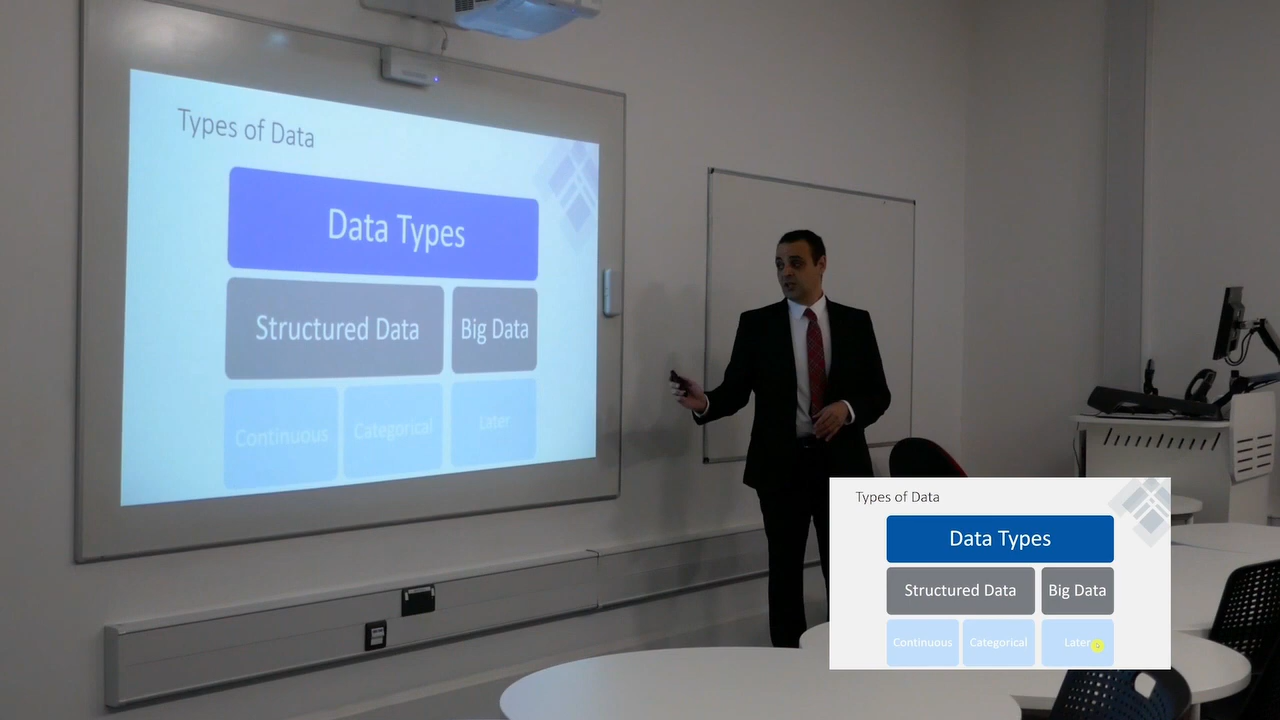 Types of Data
Data Types
Structured Data
Big Data
Continuous
Categorical
Later
Types of Data
Data Types
Structured Data
Big Data
Continuous
Categorical
Later